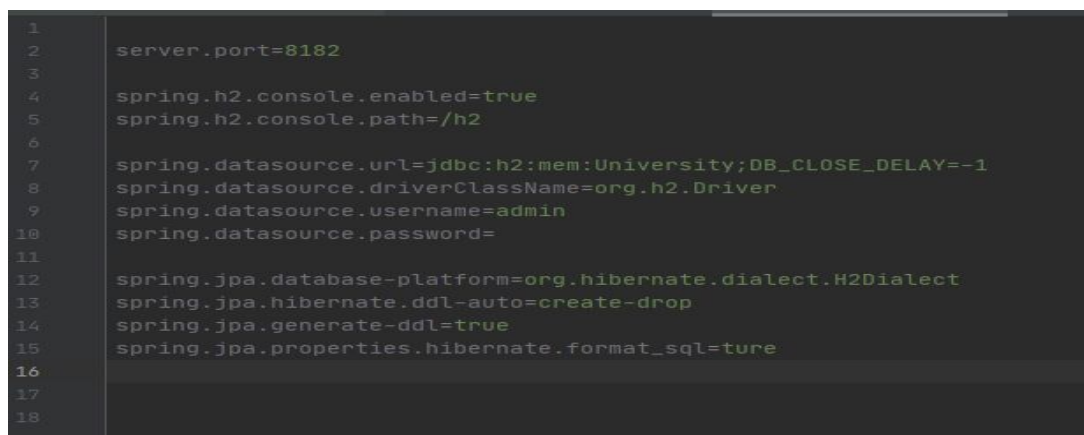 1
2 server.port=8182
3
4 spring.h2.console.enabled=true
5 spring.h2.console.path=/h2
6
7 spring.datasource.url=jdbc:h2:mem:University;DB_CLOSE_DELAY=-1
8 spring.datasource.driverClassName=org.h2.Driver
9 spring.datasource.username=admin
10 spring.datasource.password=
11
12 spring.jpa.database-platform=org.hibernate.dialect.H2Dialect
13 spring.jpa.hibernate.ddl-auto=create-drop
14 spring.jpa.generate-ddl=true
15 spring.jpa.properties.hibernate.format_sql=ture
16
17
18